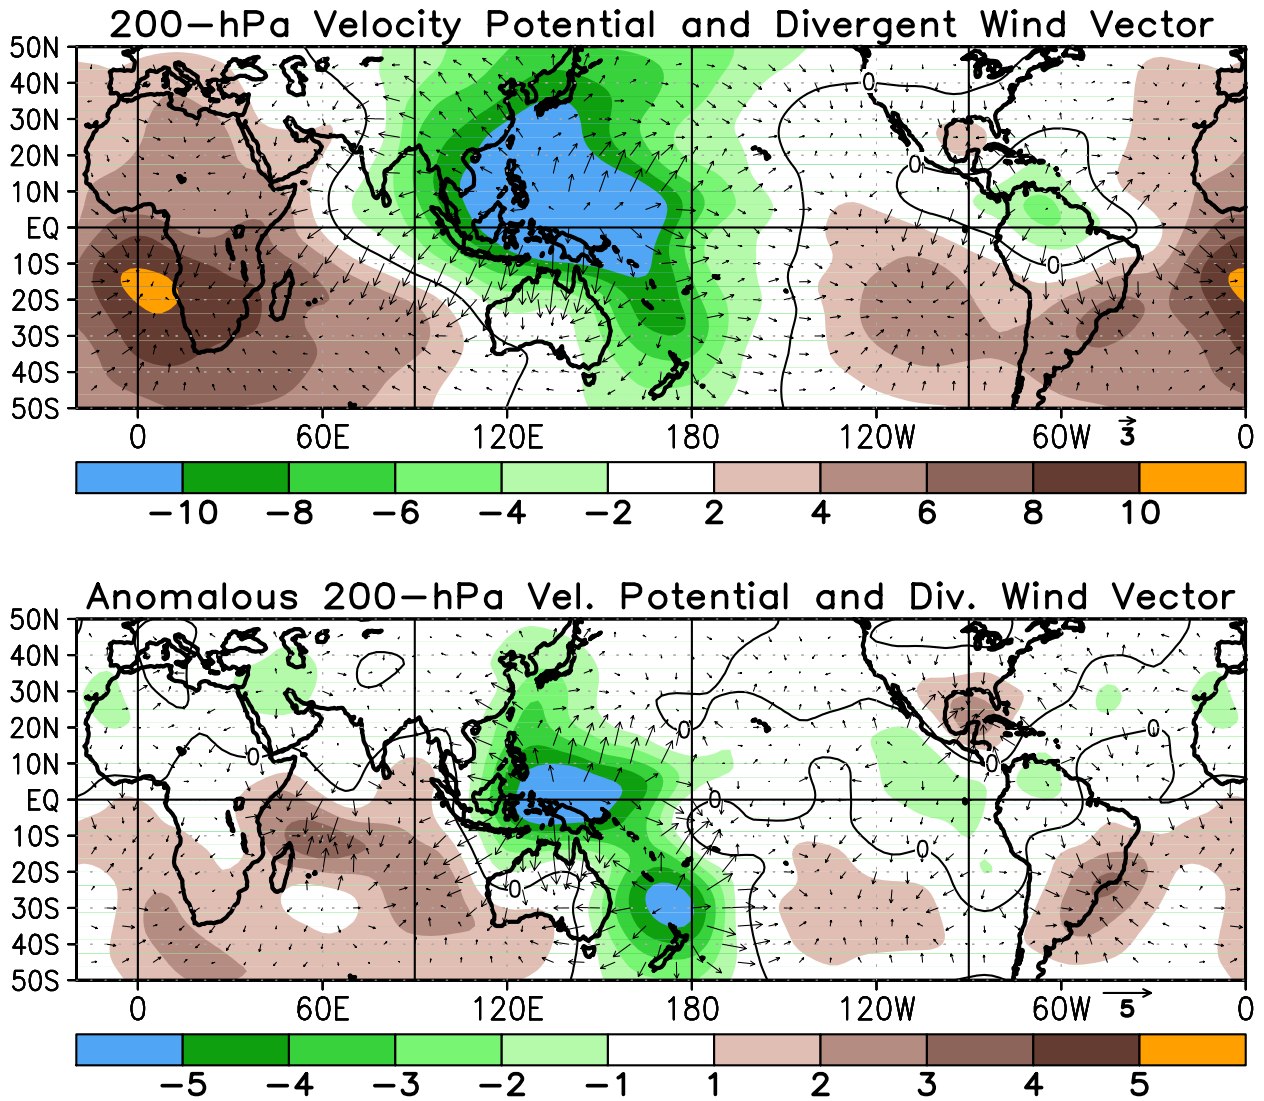 200-hPa Velocity Potential and Divergent Wind Vector
50N
40N
30N
20N
10N
EQ
10S
20S
30S
40S
50S
0
0
0
0 60E 120E 180 120W 60W 0
3
-10 -8 -6 -4 -2 2 4 6 8 10
Anomalous 200-hPa Vel. Potential and Div. Wind Vector
50N
40N
30N
20N
10N
EQ
10S
20S
30S
40S
50S
0
0
0
0
0
0
0
0 60E 120E 180 120W 60W 0
5
-5 -4 -3 -2 -1 1 2 3 4 5